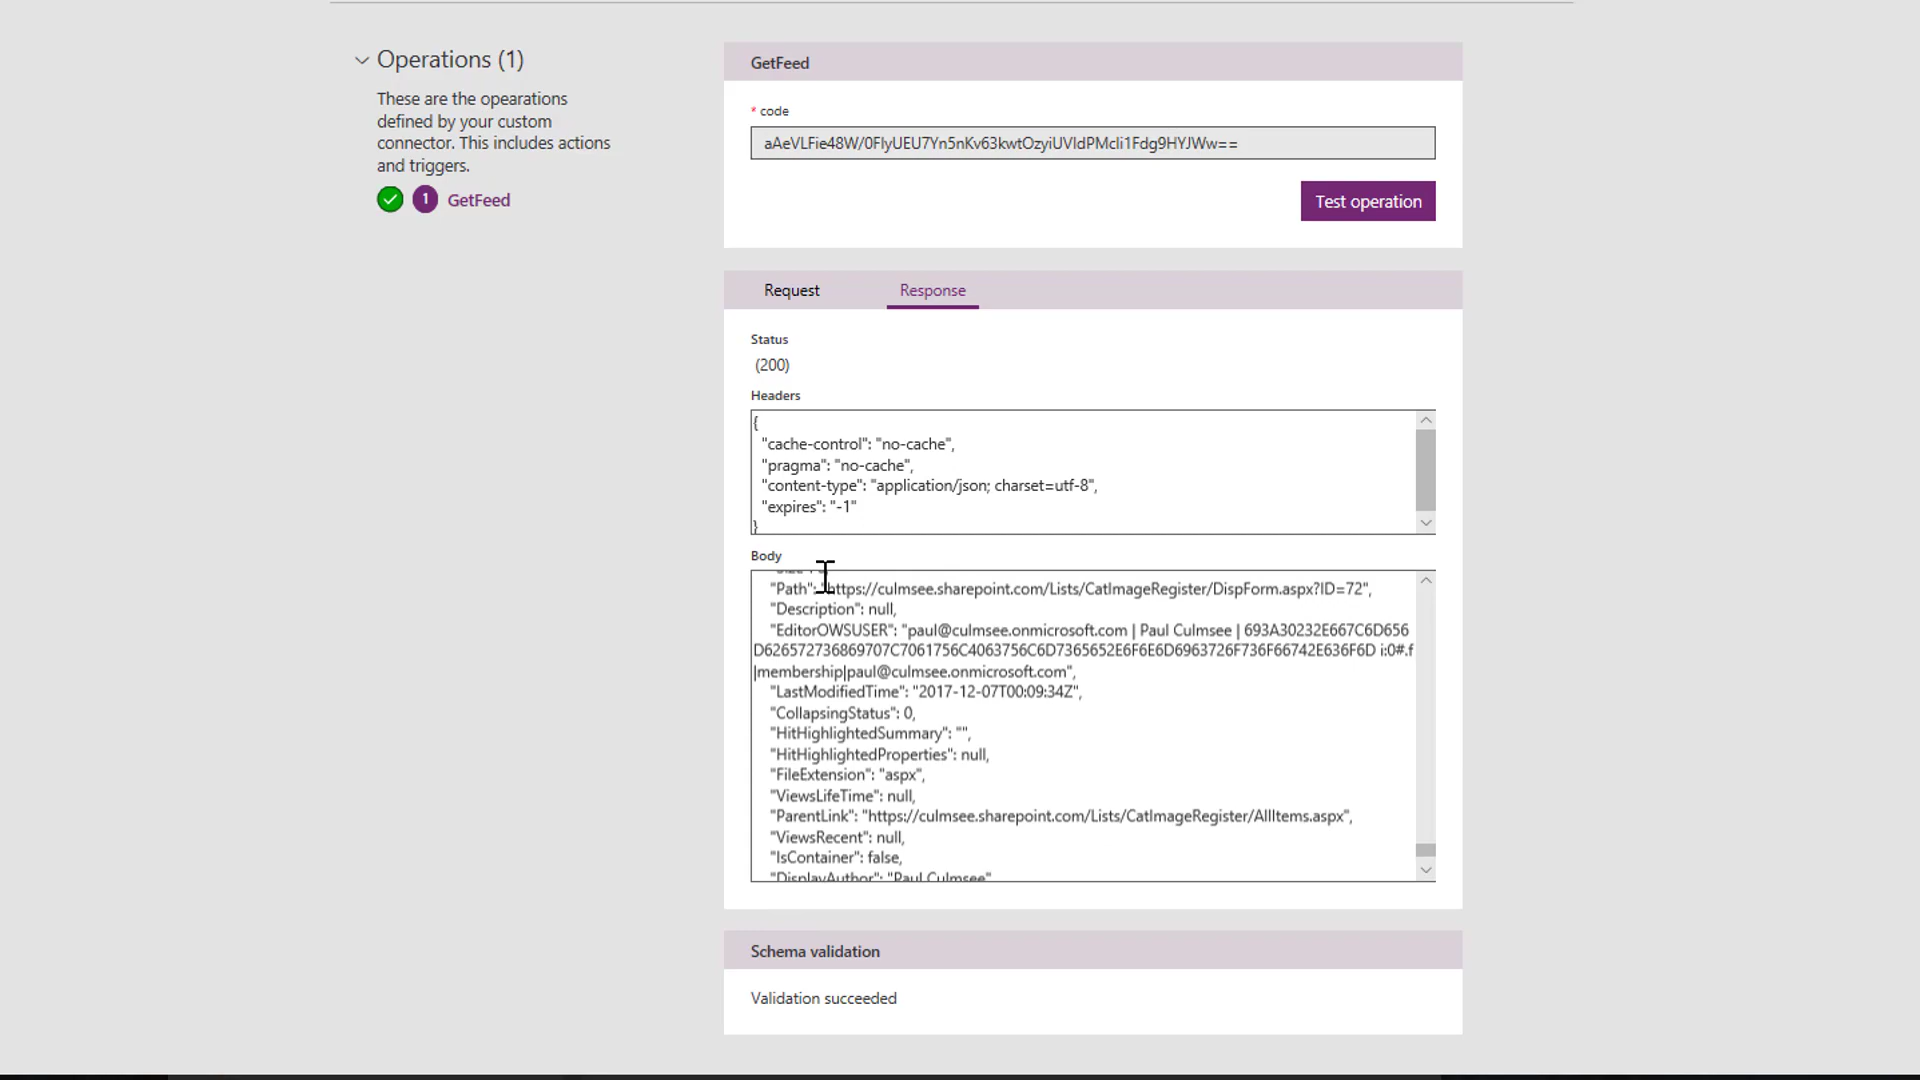 Operations (1)
These are the opearations
defined by your custom
connector. This includes actions
and triggers.
1 GetFeed
GetFeed
* code
aAeVLFie48W/0FlyUEU7Yn5nKv63kwtOzyiUVldPMcli1Fdg9HYJWw==
Test operation
Request Response
Status
(200)
Headers
{
"cache-control": "no-cache",
"pragma": "no-cache",
"content-type": "application/json; charset=utf-8",
"expires": "-1"
}
Body
"Path": "https://culmsee.sharepoint.com/Lists/CatImageRegister/DispForm.aspx?ID=72",
"Description": null,
"EditorOWSUSER": "paul@culmsee.onmicrosoft.com | Paul Culmsee | 693A30232E667C6D656
D626572736869707C7061756C4063756C6D7365652E6F6E6D6963726F736F66742E636F6D i:0#.f
|membership|paul@culmsee.onmicrosoft.com",
"LastModifiedTime": "2017-12-07T00:09:34Z",
"CollapsingStatus": 0,
"HitHighlightedSummary": "",
"HitHighlightedProperties": null,
"FileExtension": "aspx",
"ViewsLifeTime": null,
"ParentLink": "https://culmsee.sharepoint.com/Lists/CatImageRegister/AllItems.aspx",
"ViewsRecent": null,
"IsContainer": false,
"DisplayAuthor": "Paul Culmsee"
Schema validation
Validation succeeded